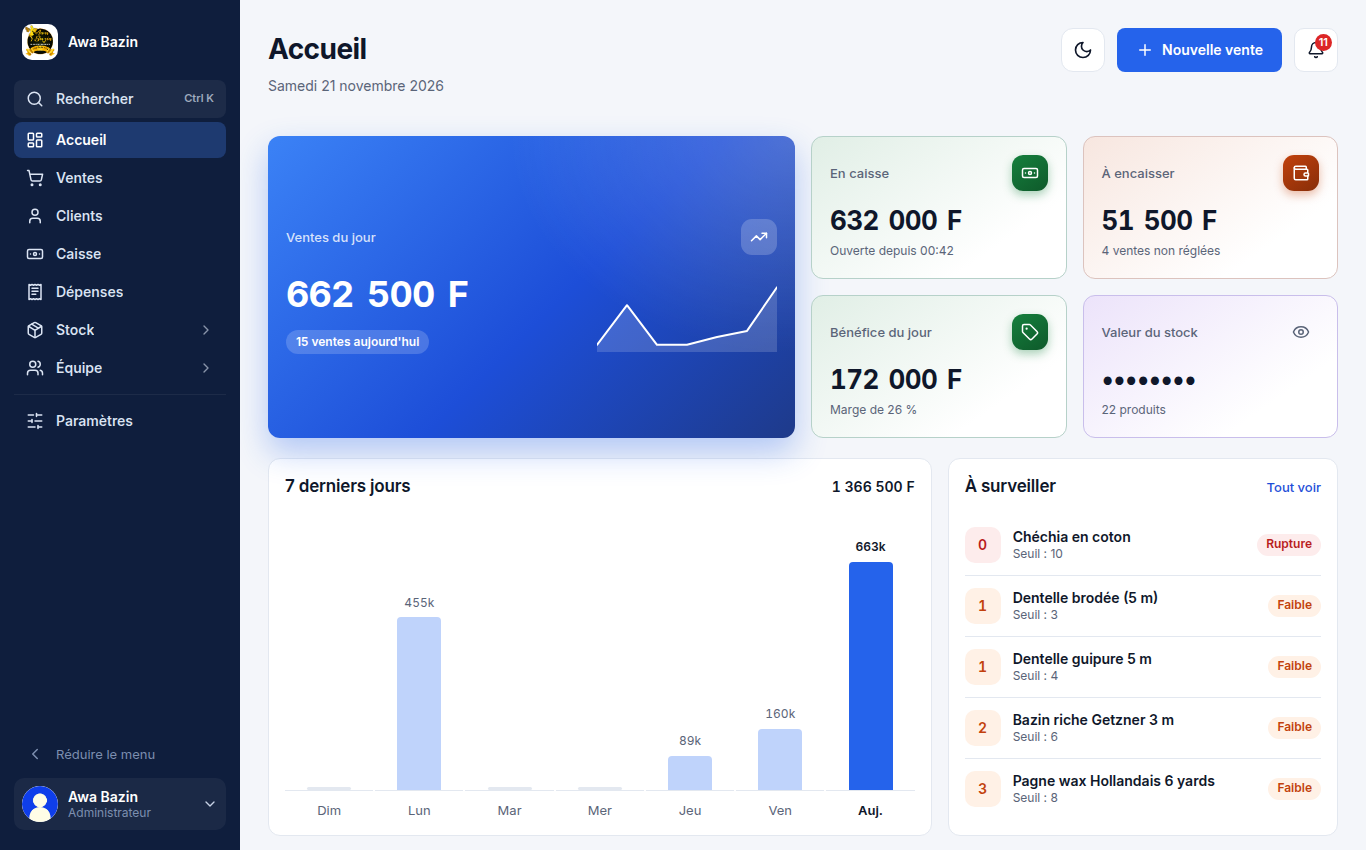 Awa Bazin
Rechercher
Ctrl K
Accueil
Ventes
Clients
Caisse
Dépenses
Stock
Équipe
Paramètres
Réduire le menu
Awa Bazin
Administrateur
Accueil
Samedi 21 novembre 2026
Nouvelle vente
11
Ventes du jour
662 500 F
15 ventes aujourd'hui
En caisse
632 000 F
Ouverte depuis 00:42
À encaisser
51 500 F
4 ventes non réglées
Bénéfice du jour
172 000 F
Marge de 26 %
Valeur du stock
••••••••
22 produits
7 derniers jours
1 366 500 F
455k
89k
160k
663k
Dim
Lun
Mar
Mer
Jeu
Ven
Auj.
À surveiller
Tout voir
0
Chéchia en coton
Seuil : 10
Rupture
1
Dentelle brodée (5 m)
Seuil : 3
Faible
1
Dentelle guipure 5 m
Seuil : 4
Faible
2
Bazin riche Getzner 3 m
Seuil : 6
Faible
3
Pagne wax Hollandais 6 yards
Seuil : 8
Faible